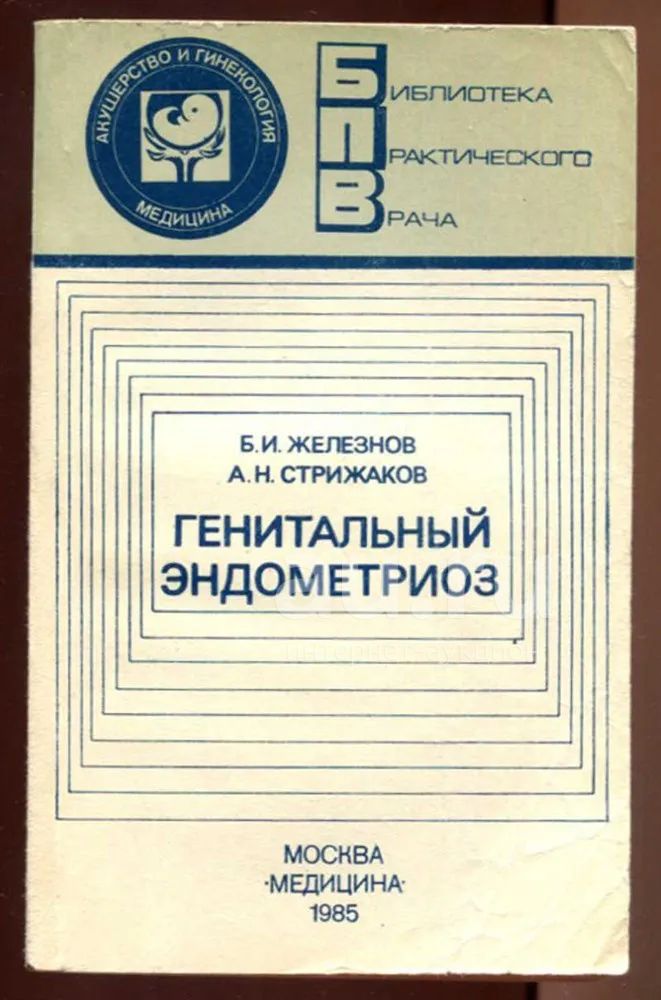 АКУШЕРСТВО И ГИНЕКОЛОГИЯ
МЕДИЦИНА
БИБЛИОТЕКА
ПРАКТИЧЕСКОГО
ВРАЧА
Б.И. ЖЕЛЕЗНОВ
А.Н. СТРИЖАКОВ
ГЕНИТАЛЬНЫЙ
ЭНДОМЕТРИОЗ
МОСКВА
·МЕДИЦИНА·
1985